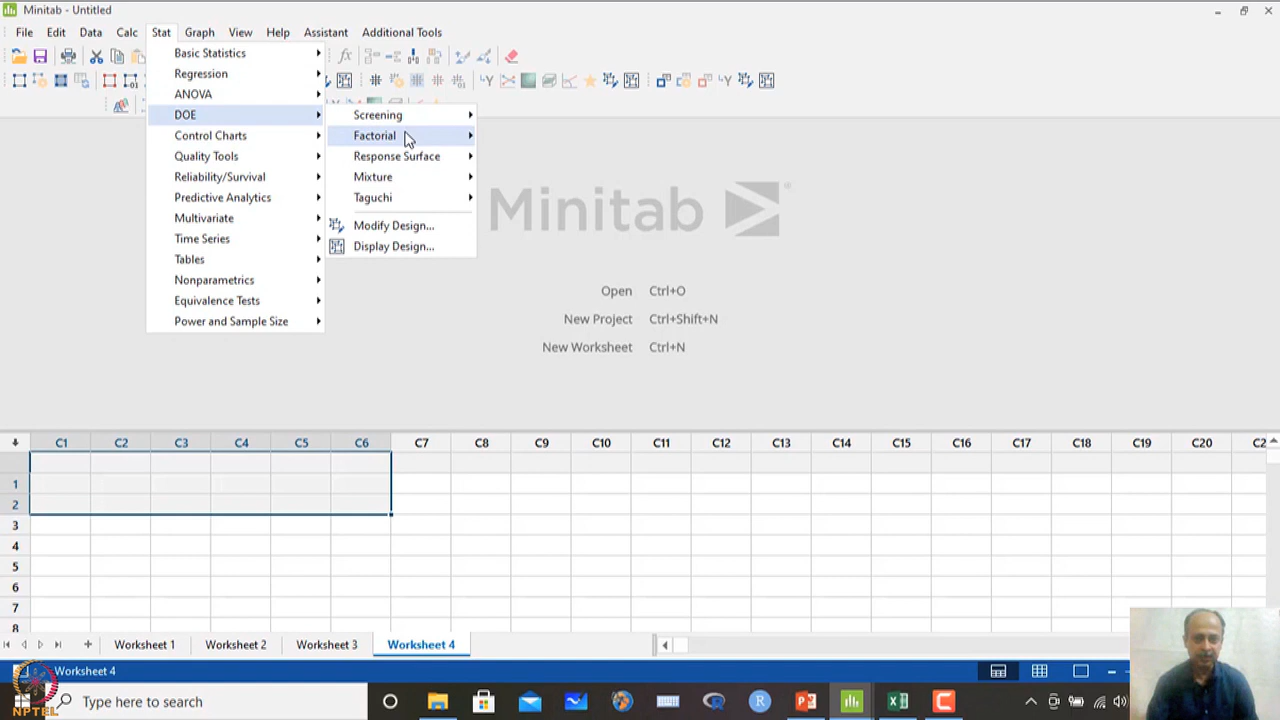 Minitab - Untitled
File Edit Data Calc Stat Graph View Help Assistant Additional Tools
Basic Statistics
Regression
ANOVA
DOE
Control Charts
Quality Tools
Reliability/Survival
Predictive Analytics
Multivariate
Time Series
Tables
Nonparametrics
Equivalence Tests
Power and Sample Size
Screening
Factorial
Response Surface
Mixture
Taguchi
Modify Design...
Display Design...
Minitab
Open Ctrl+O
New Project Ctrl+Shift+N
New Worksheet Ctrl+N
C1 C2 C3 C4 C5 C6 C7 C8 C9 C10 C11 C12 C13 C14 C15 C16 C17 C18 C19 C20 C2
1
2
3
4
5
6
7
8
Worksheet 1 Worksheet 2 Worksheet 3 Worksheet 4
Worksheet 4
Type here to search
NPTEL